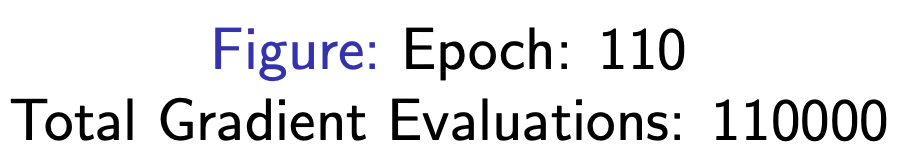 Figure: Epoch: 110
Total Gradient Evaluations: 110000